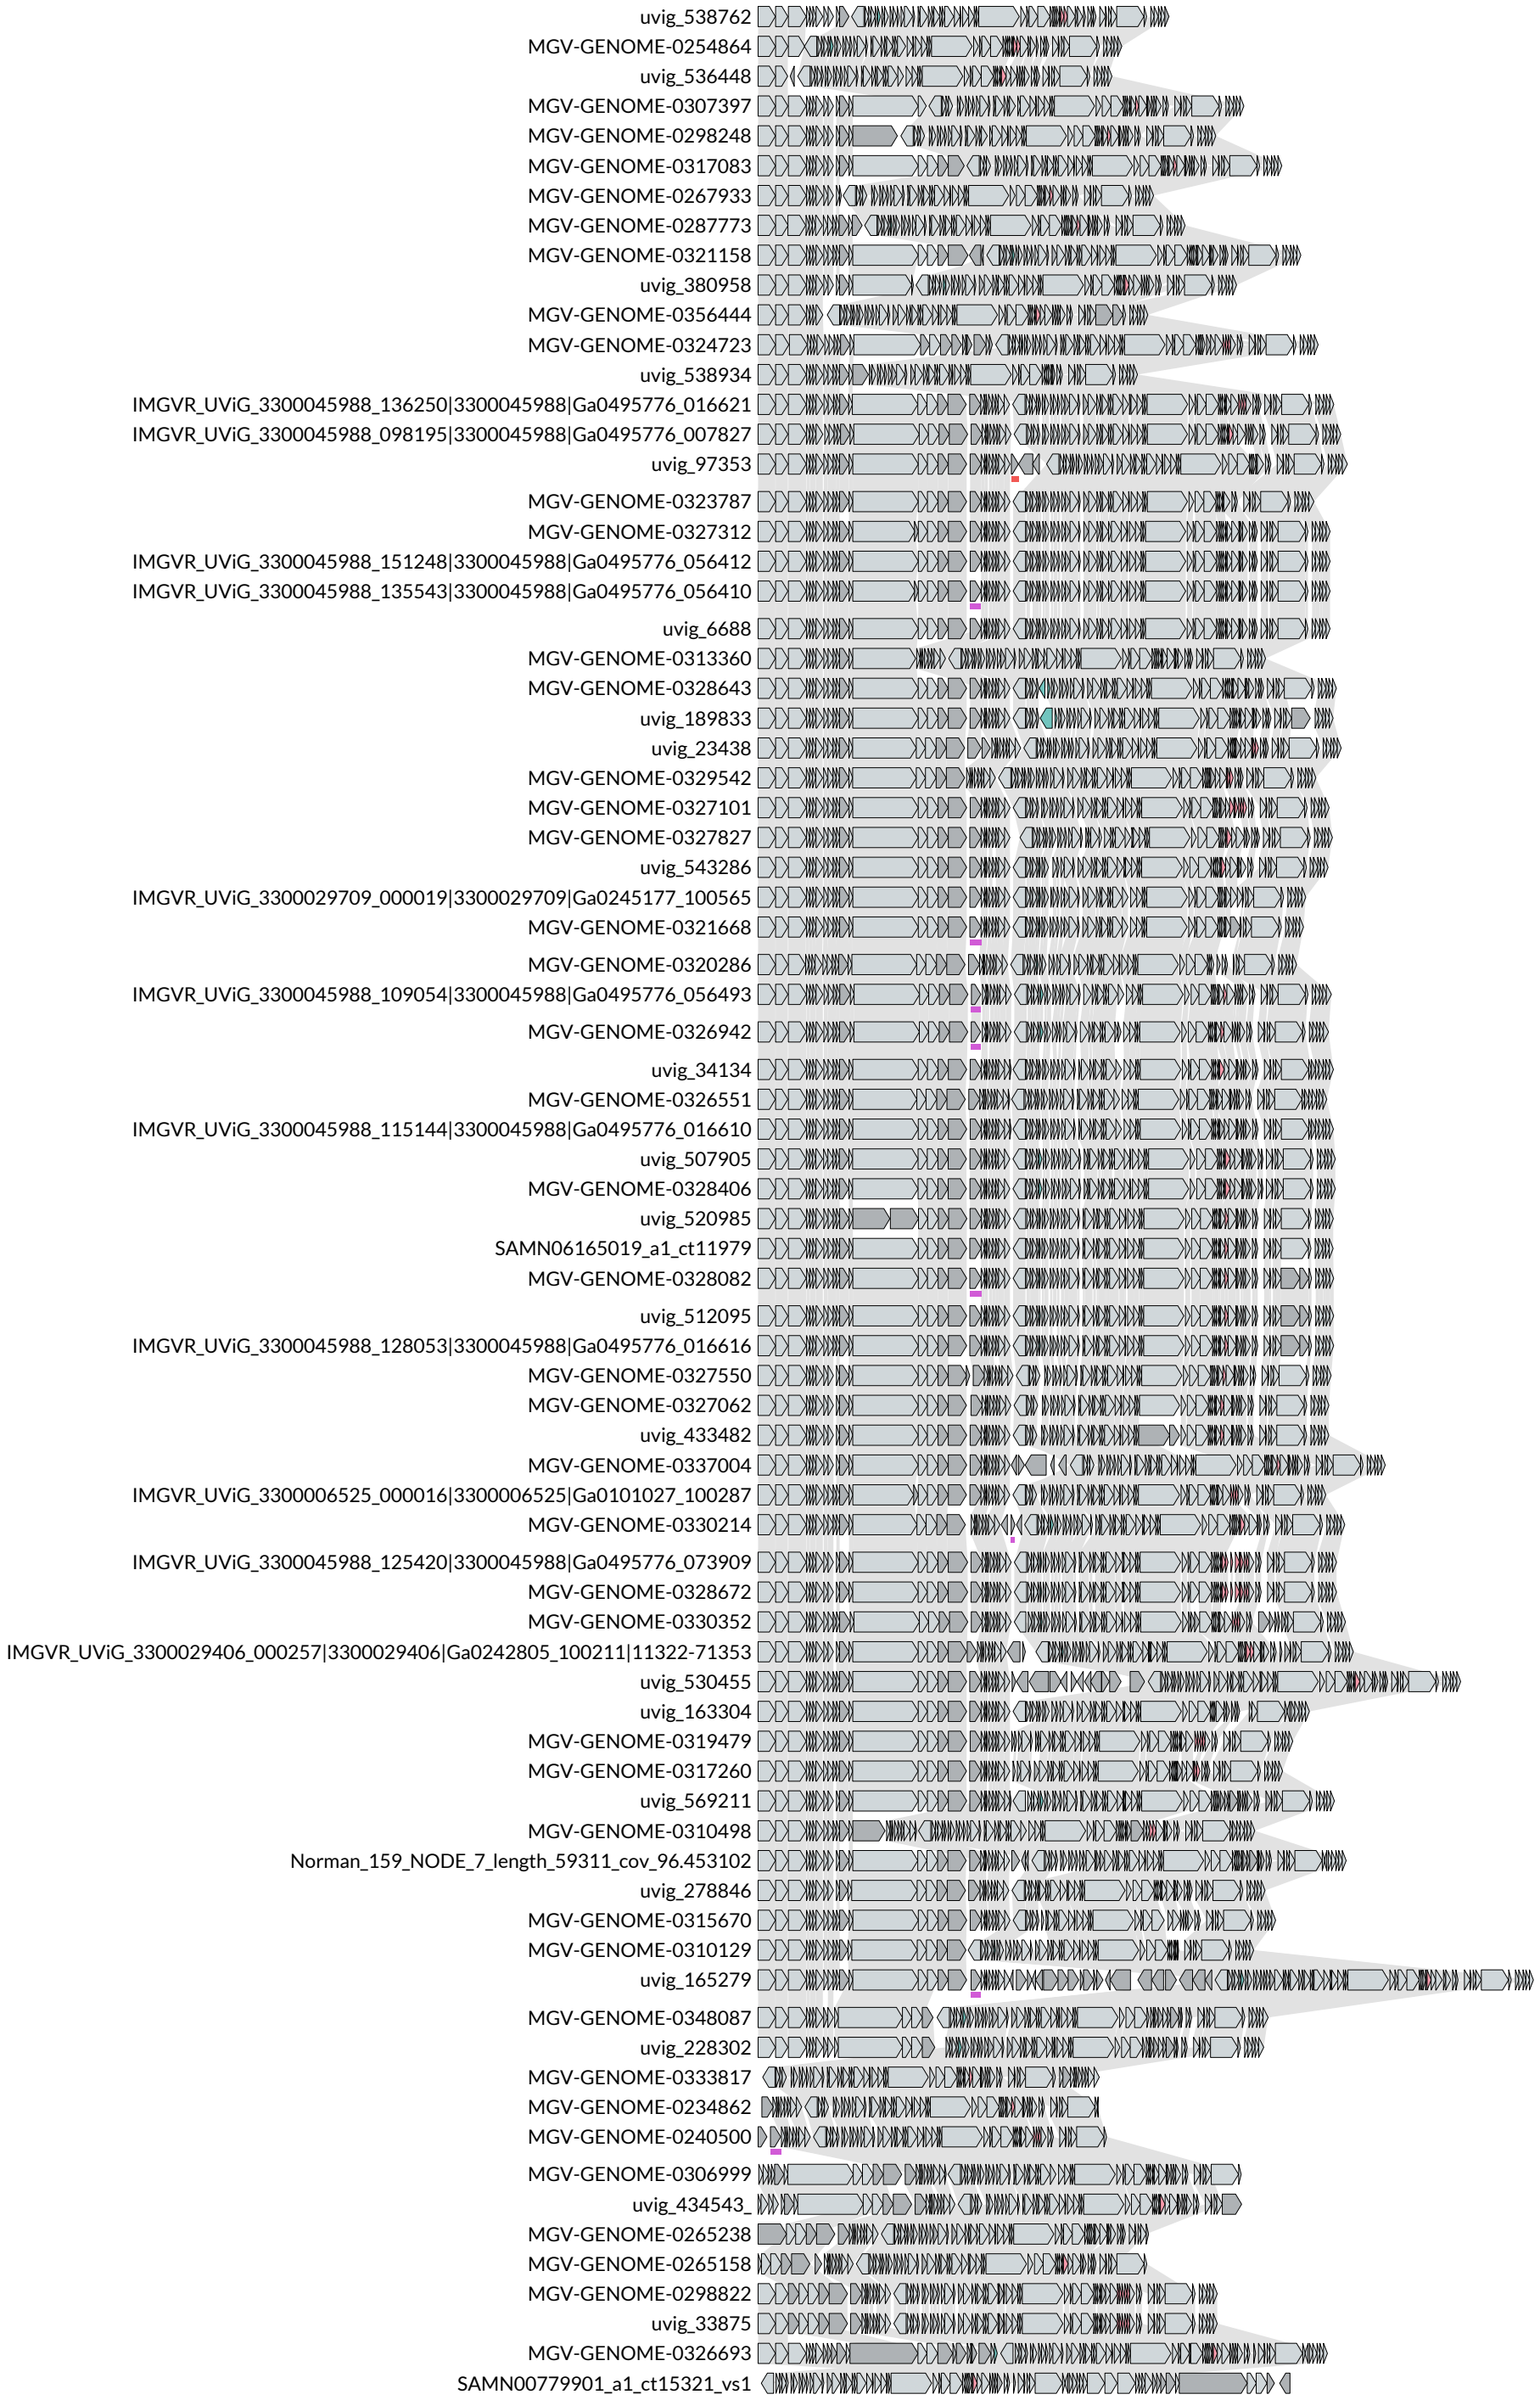 uvig_538762
MGV-GENOME-0254864
uvig_536448
MGV-GENOME-0307397
MGV-GENOME-0298248
MGV-GENOME-0317083
MGV-GENOME-0267933
MGV-GENOME-0287773
MGV-GENOME-0321158
uvig_380958
MGV-GENOME-0356444
MGV-GENOME-0324723
uvig_538934
IMGVR_UViG_3300045988_136250|3300045988|Ga0495776_016621
IMGVR_UViG_3300045988_098195|3300045988|Ga0495776_007827
uvig_97353
MGV-GENOME-0323787
MGV-GENOME-0327312
IMGVR_UViG_3300045988_151248|3300045988|Ga0495776_056412
IMGVR_UViG_3300045988_135543|3300045988|Ga0495776_056410
uvig_6688
MGV-GENOME-0313360
MGV-GENOME-0328643
uvig_189833
uvig_23438
MGV-GENOME-0329542
MGV-GENOME-0327101
MGV-GENOME-0327827
uvig_543286
IMGVR_UViG_3300029709_000019|3300029709|Ga0245177_100565
MGV-GENOME-0321668
MGV-GENOME-0320286
IMGVR_UViG_3300045988_109054|3300045988|Ga0495776_056493
MGV-GENOME-0326942
uvig_34134
MGV-GENOME-0326551
IMGVR_UViG_3300045988_115144|3300045988|Ga0495776_016610
uvig_507905
MGV-GENOME-0328406
uvig_520985
SAMN06165019_a1_ct11979
MGV-GENOME-0328082
uvig_512095
IMGVR_UViG_3300045988_128053|3300045988|Ga0495776_016616
MGV-GENOME-0327550
MGV-GENOME-0327062
uvig_433482
MGV-GENOME-0337004
IMGVR_UViG_3300006525_000016|3300006525|Ga0101027_100287
MGV-GENOME-0330214
IMGVR_UViG_3300045988_125420|3300045988|Ga0495776_073909
MGV-GENOME-0328672
MGV-GENOME-0330352
IMGVR_UViG_3300029406_000257|3300029406|Ga0242805_100211|11322-71353
uvig_530455
uvig_163304
MGV-GENOME-0319479
MGV-GENOME-0317260
uvig_569211
MGV-GENOME-0310498
Norman_159_NODE_7_length_59311_cov_96.453102
uvig_278846
MGV-GENOME-0315670
MGV-GENOME-0310129
uvig_165279
MGV-GENOME-0348087
uvig_228302
MGV-GENOME-0333817
MGV-GENOME-0234862
MGV-GENOME-0240500
MGV-GENOME-0306999
uvig_434543_
MGV-GENOME-0265238
MGV-GENOME-0265158
MGV-GENOME-0298822
uvig_33875
MGV-GENOME-0326693
SAMN00779901_a1_ct15321_vs1